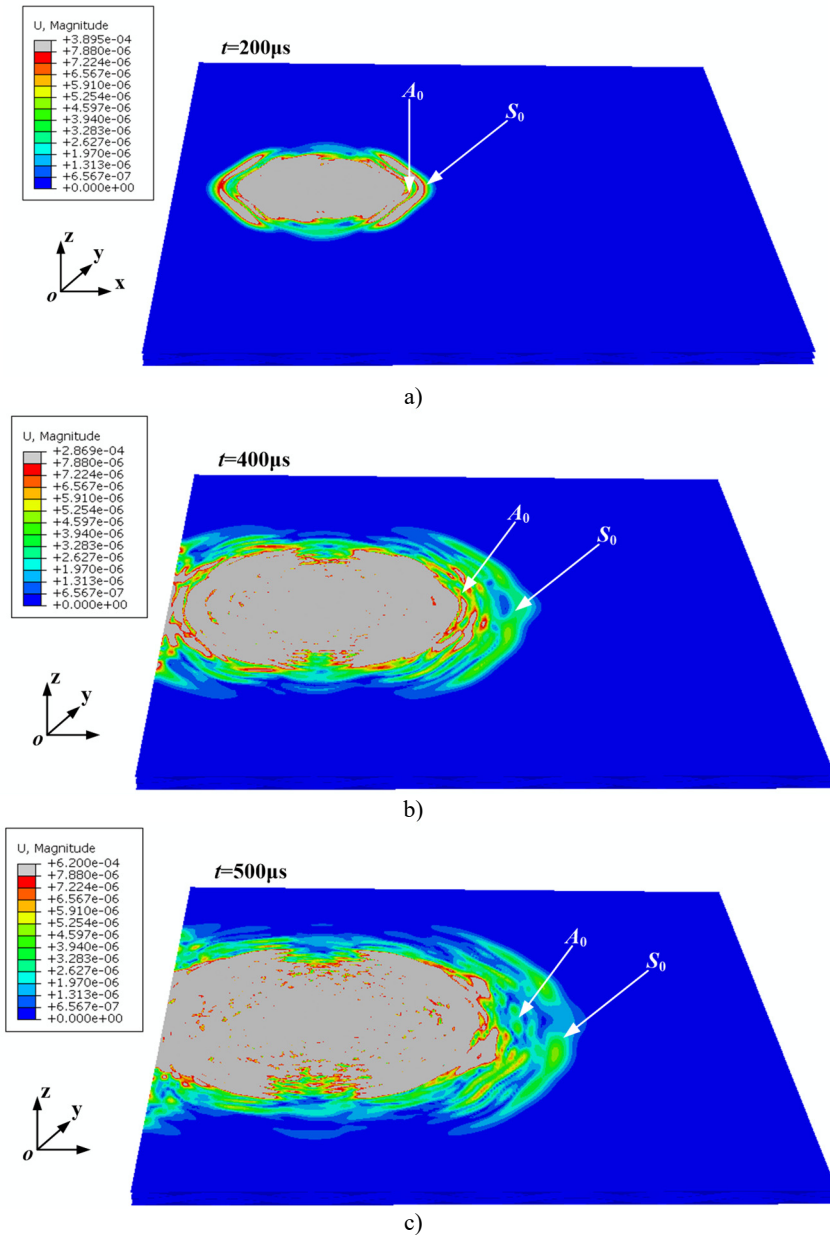 U, Magnitude
+3.895e-04
+7.880e-06
+7.224e-06
+6.567e-06
+5.910e-06
+5.254e-06
+4.597e-06
+3.940e-06
+3.283e-06
+2.627e-06
+1.970e-06
+1.313e-06
+6.567e-07
+0.000e+00
t=200μs
A₀
S₀
z
y
o
x
a)
U, Magnitude
+2.869e-04
+7.880e-06
+7.224e-06
+6.567e-06
+5.910e-06
+5.254e-06
+4.597e-06
+3.940e-06
+3.283e-06
+2.627e-06
+1.970e-06
+1.313e-06
+6.567e-07
+0.000e+00
t=400μs
A₀
S₀
z
y
o
b)
U, Magnitude
+6.200e-04
+7.880e-06
+7.224e-06
+6.567e-06
+5.910e-06
+5.254e-06
+4.597e-06
+3.940e-06
+3.283e-06
+2.627e-06
+1.970e-06
+1.313e-06
+6.567e-07
+0.000e+00
t=500μs
A₀
S₀
z
y
o
c)